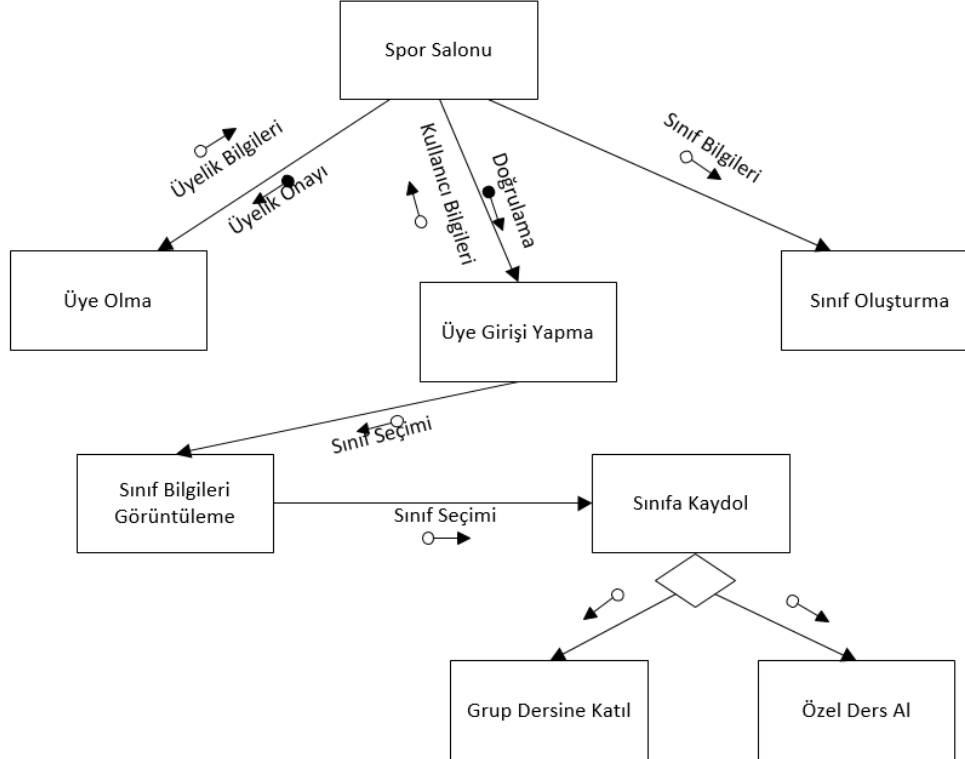 Spor Salonu
Üyelik Bilgileri
Üyelik Onayı
Kullanıcı Bilgileri
Doğrulama
Sınıf Bilgileri
Üye Olma
Üye Girişi Yapma
Sınıf Oluşturma
Sınıf Seçimi
Sınıf Bilgileri
Görüntüleme
Sınıf Seçimi
Sınıfa Kaydol
Grup Dersine Katıl
Özel Ders Al